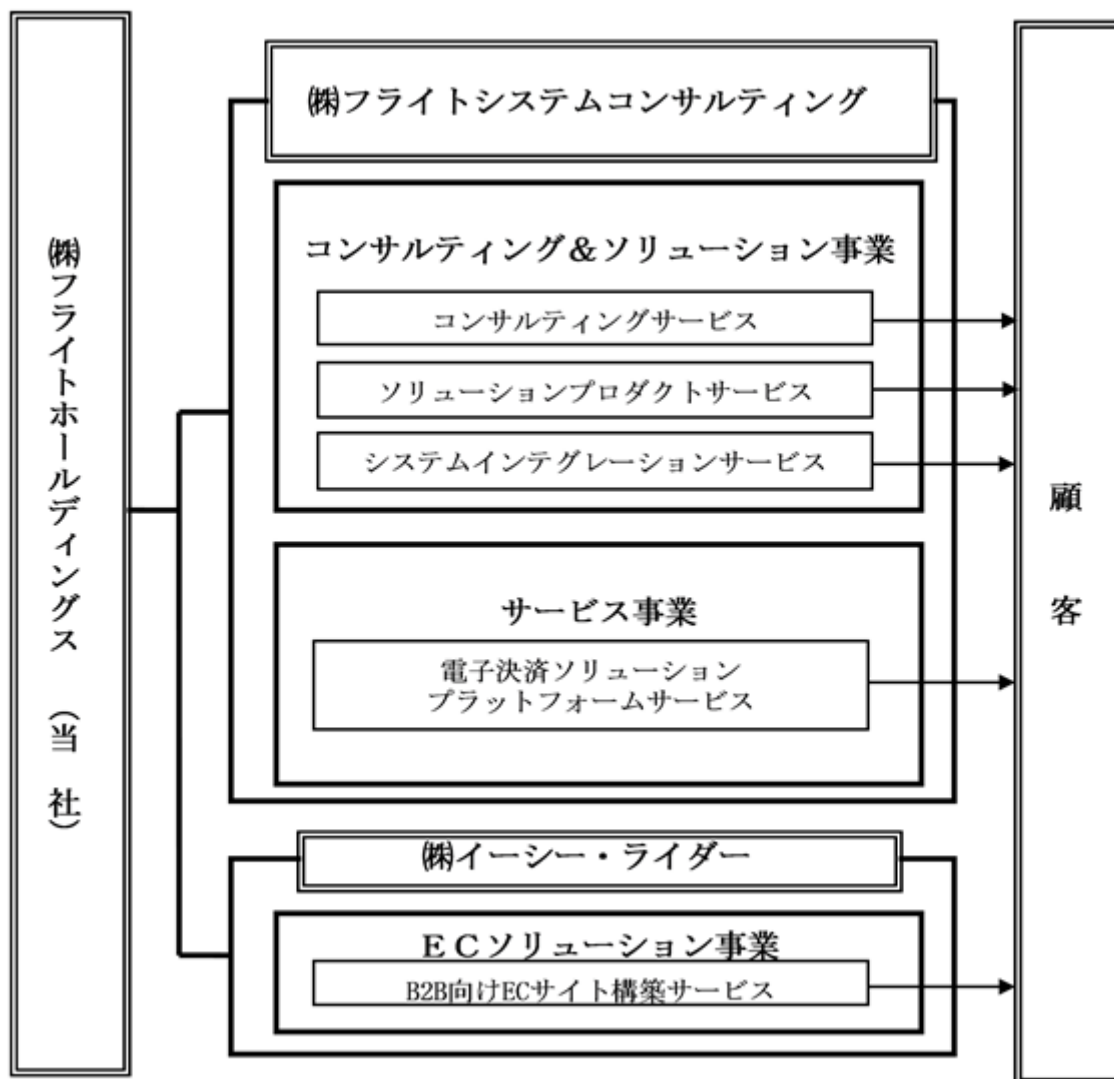 ㈱フライトホールディングス（当社）
㈱フライトシステムコンサルティング
コンサルティング＆ソリューション事業
コンサルティングサービス
ソリューションプロダクトサービス
システムインテグレーションサービス
サービス事業
電子決済ソリューション
プラットフォームサービス
㈱イーシー・ライダー
ＥＣソリューション事業
B2B向けECサイト構築サービス
顧客